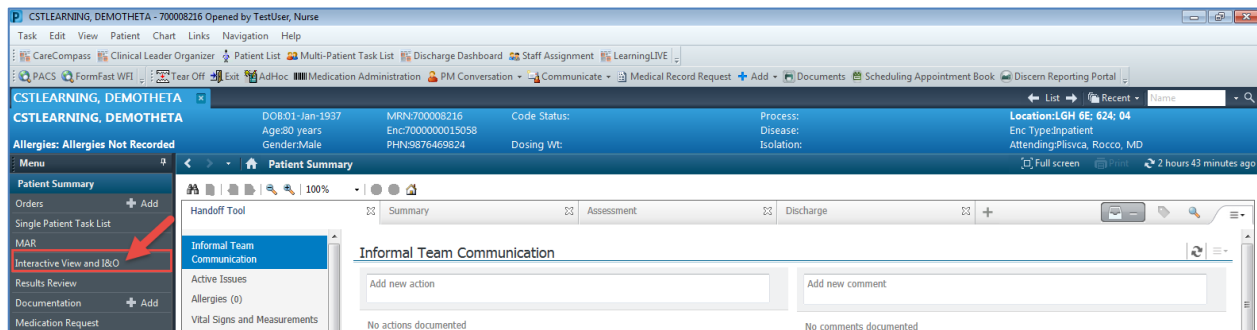 CSTLEARNING, DEMOTHETA - 700008216 Opened by TestUser, Nurse
Task Edit View Patient Chart Links Navigation Help
CareCompass Clinical Leader Organizer Patient List Multi-Patient Task List Discharge Dashboard Staff Assignment LearningLIVE
PACS FormFast WFI Tear Off Exit AdHoc Medication Administration PM Conversation Communicate Medical Record Request Add Documents Scheduling Appointment Book Discern Reporting Portal
CSTLEARNING, DEMOTHETA List Recent Name
CSTLEARNING, DEMOTHETA DOB:01-Jan-1937 MRN:700008216 Code Status: Process: Location:LGH 6E; 624; 04
Age:80 years Enc:7000000015058 Disease: Enc Type:Inpatient
Allergies: Allergies Not Recorded Gender:Male PHN:9876469824 Dosing Wt: Isolation: Attending:Plisvca, Rocco, MD
Menu Patient Summary Full screen Print 2 hours 43 minutes ago
Patient Summary
100%
Orders Add
Handoff Tool Summary Assessment Discharge
Single Patient Task List
MAR
Informal Team Communication
Informal Team Communication
Interactive View and I&O
Results Review
Active Issues
Add new action Add new comment
Documentation Add
Allergies (0)
Medication Request
Vital Signs and Measurements
No actions documented No comments documented